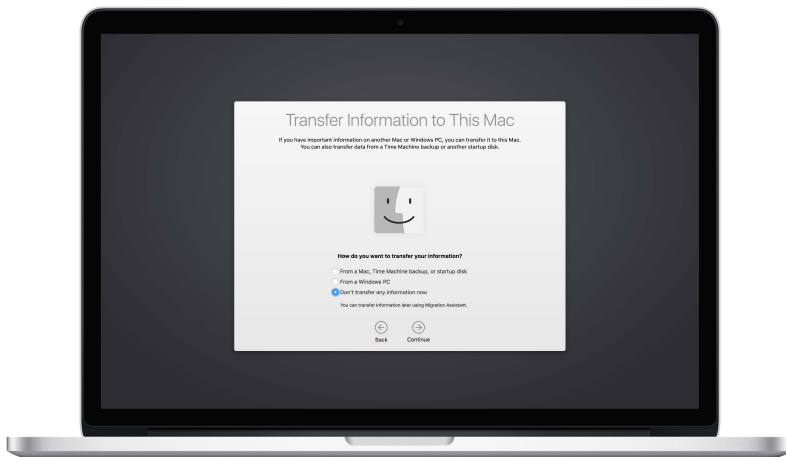 Transfer Information to This Mac
If you have important information on another Mac or Windows PC, you can transfer it to this Mac.
You can also transfer data from a Time Machine backup or another startup disk.
How do you want to transfer your information?
From a Mac, Time Machine backup, or startup disk
From a Windows PC
Don't transfer any information now
You can transfer information later using Migration Assistant.
Back
Continue